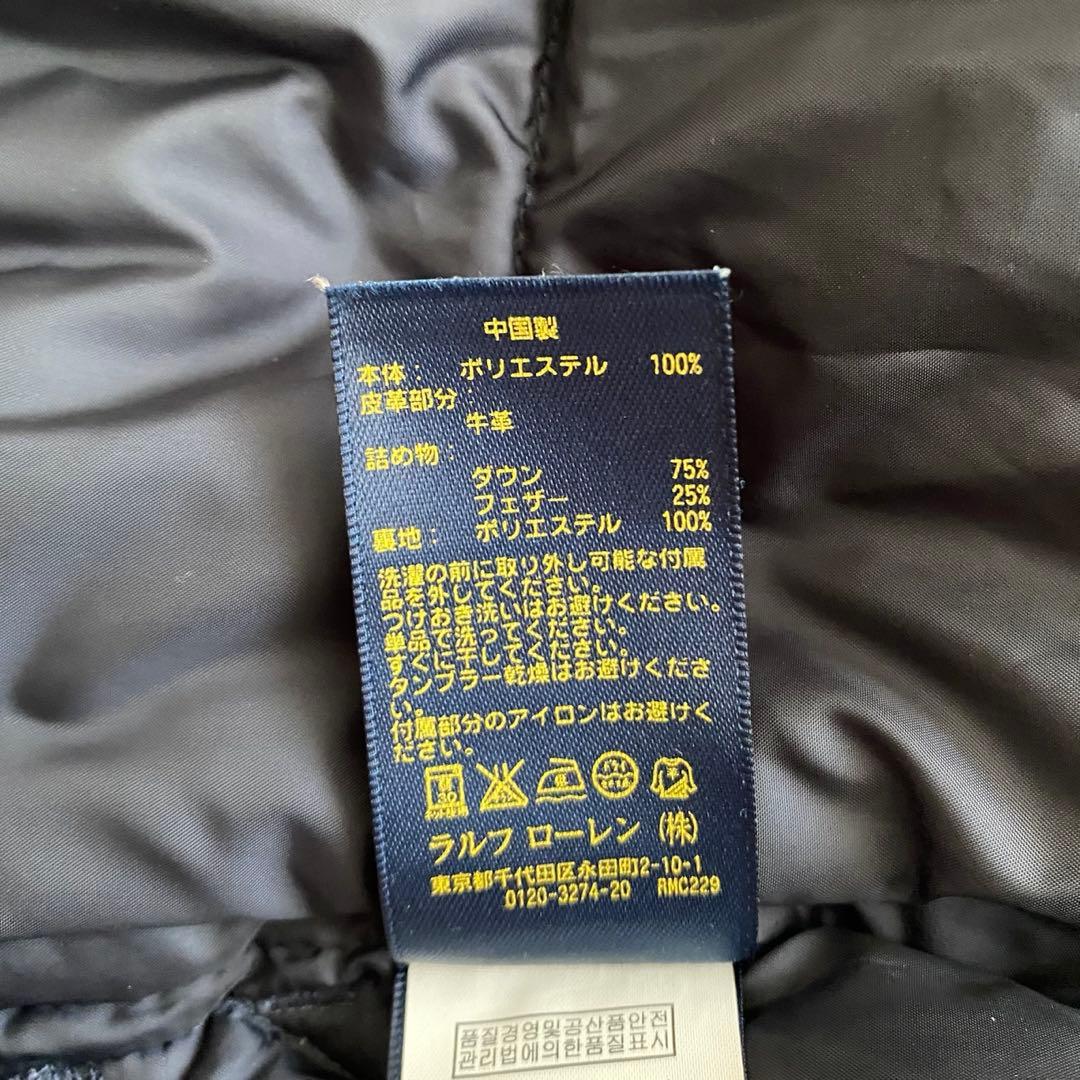 中国製
本体： ポリエステル 100%
皮革部分：
牛革
詰め物：
ダウン 75%
フェザー 25%
裏地： ポリエステル 100%
洗濯の前に取り外し可能な付属
品を外してください。
つけおき洗いはお避けください。
単品で洗ってください。
すぐに干してください。
タンブラー乾燥はお避けくださ
い。
付属部分のアイロンはお避けく
ださい。
30
ラルフ ローレン (株)
東京都千代田区永田町2-10-1
0120-3274-20 RMC229
품질경영및공산품안전
관리법에의한품질표시